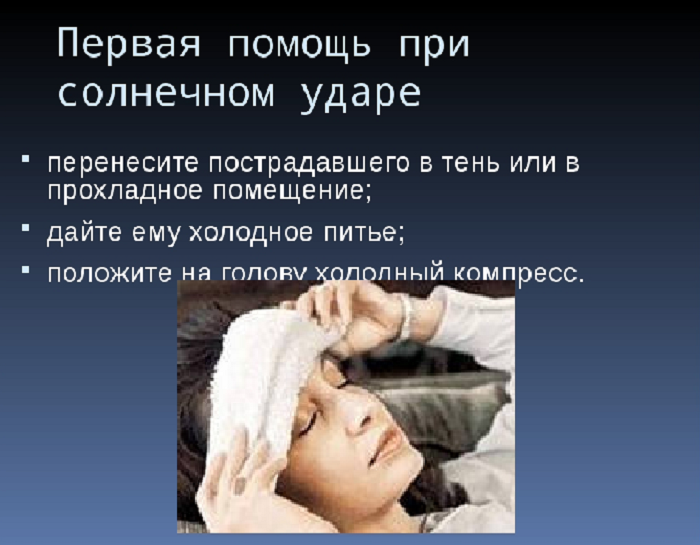 Первая помощь при
солнечном ударе
▪ перенесите пострадавшего в тень или в
прохладное помещение;
▪ дайте ему холодное питье;
▪ положите на голову холодный компресс.